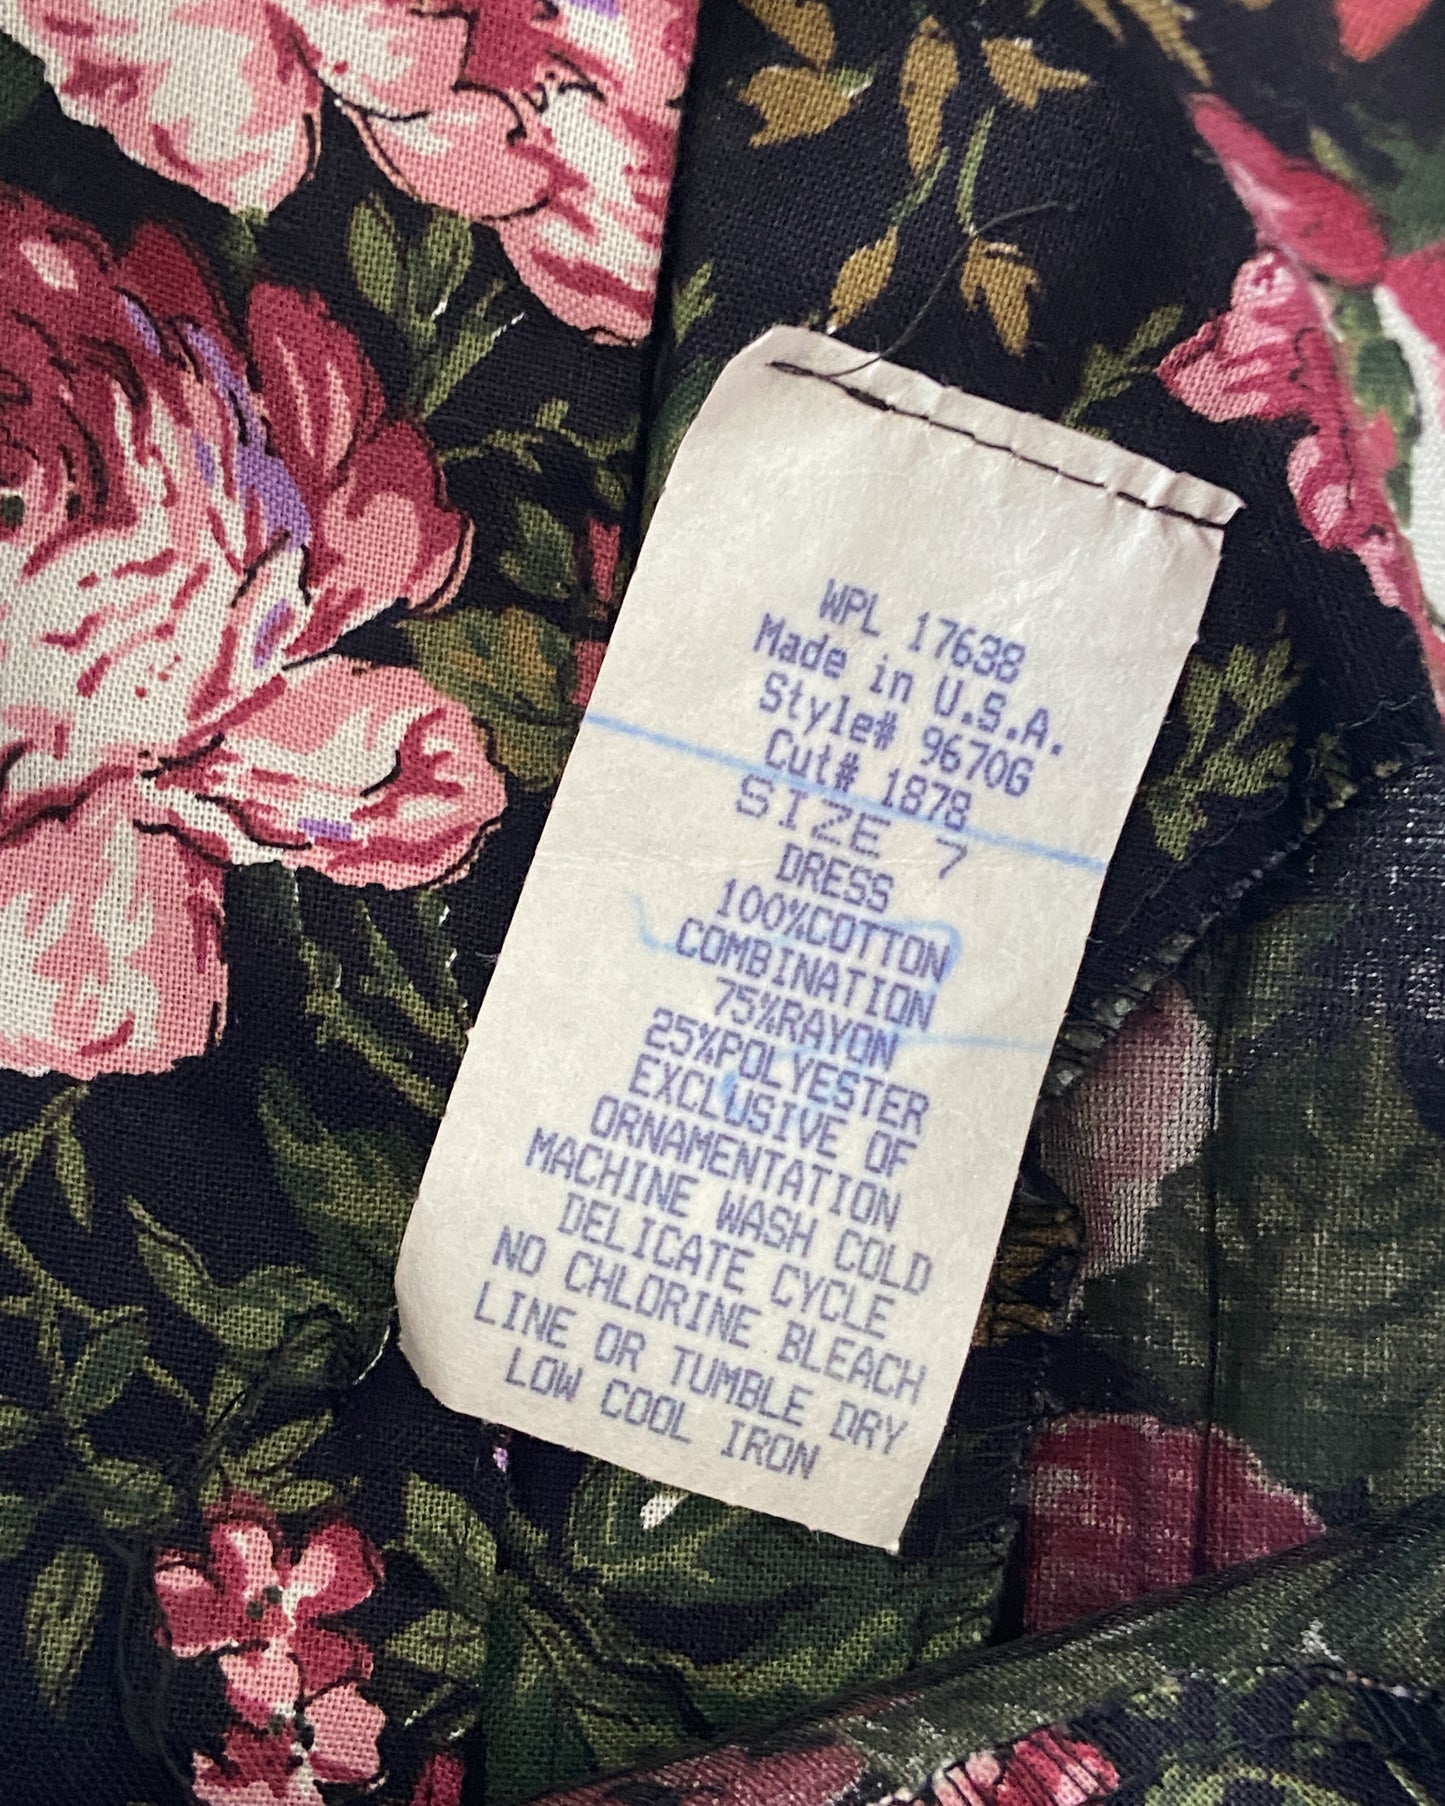 WPL 17638
Made in U.S.A.
Style# 9670G
Cut# 1878
SIZE 7
DRESS
100%COTTON
COMBINATION
75%RAYON
25%POLYESTER
EXCLUSIVE OF
ORNAMENTATION
MACHINE WASH COLD
DELICATE CYCLE
NO CHLORINE BLEACH
LINE OR TUMBLE DRY
LOW COOL IRON